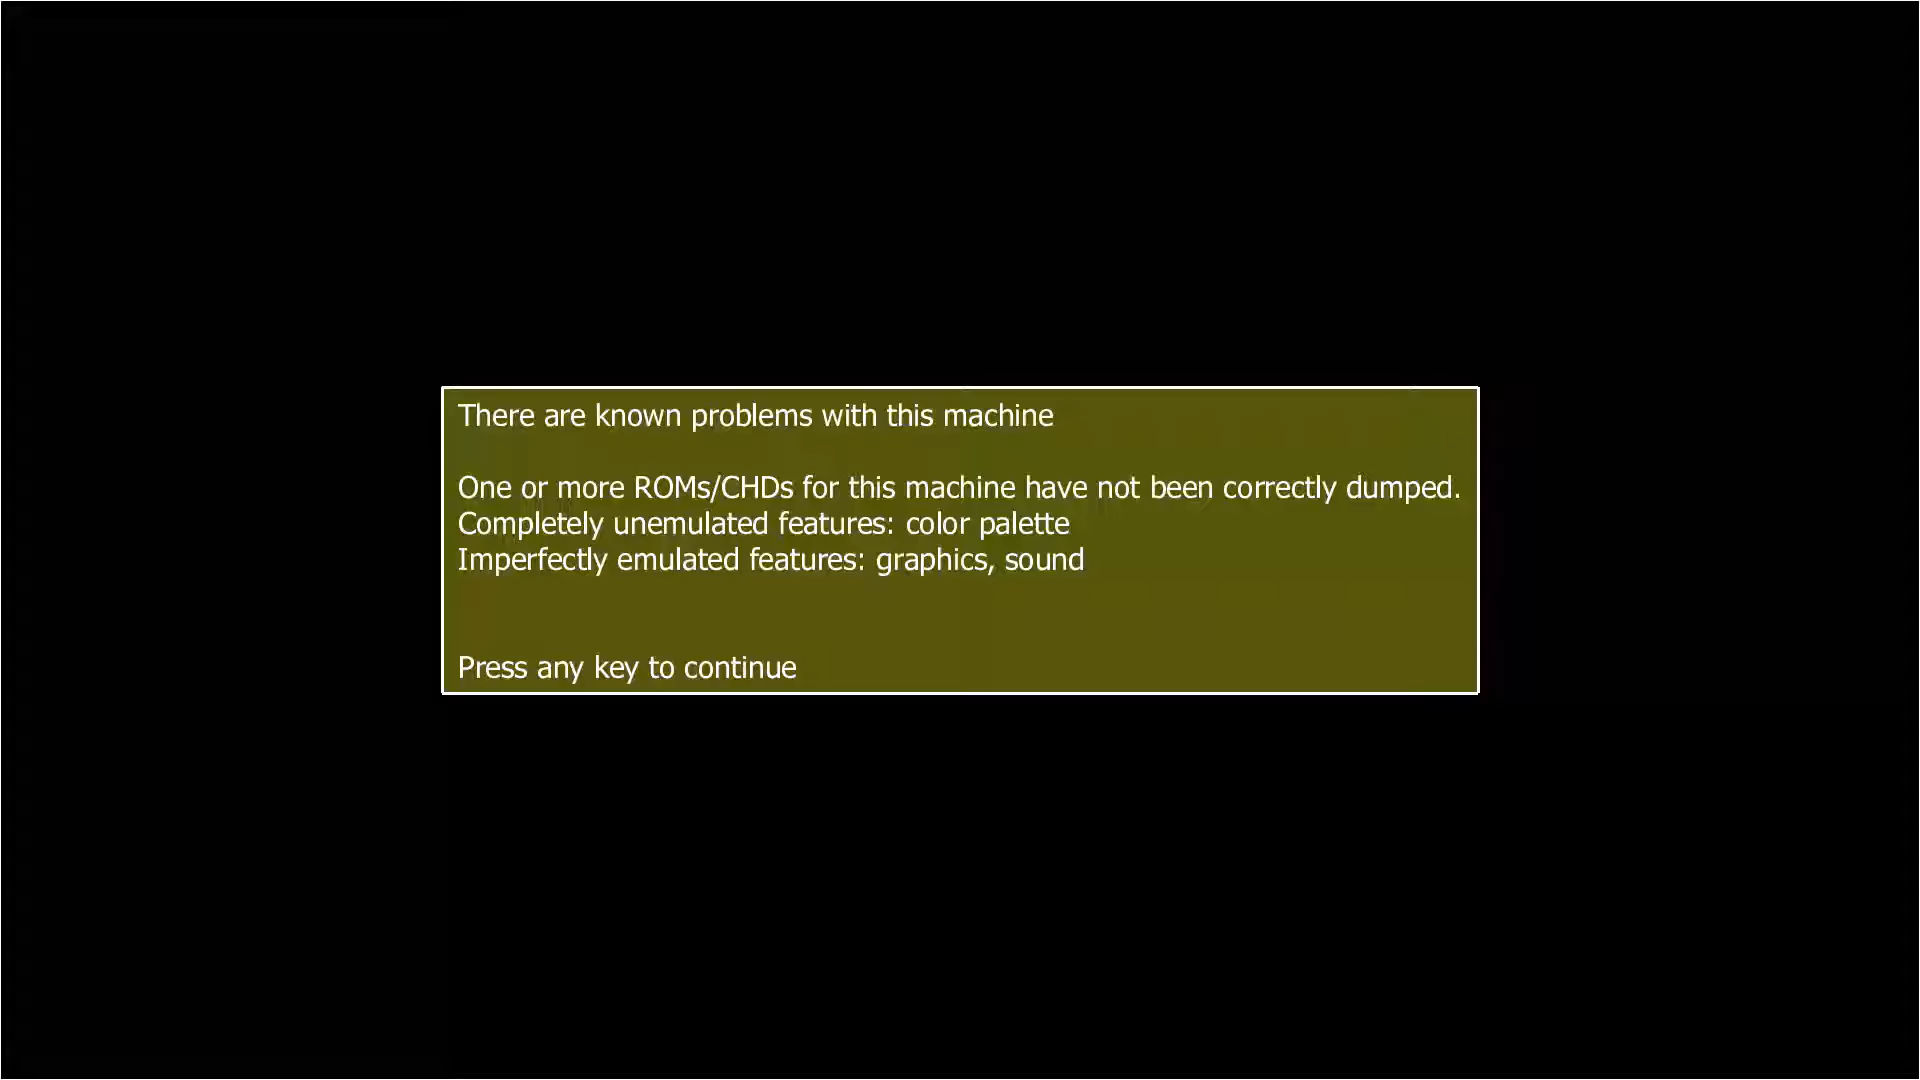 There are known problems with this machine
One or more ROMs/CHDs for this machine have not been correctly dumped.
Completely unemulated features: color palette
Imperfectly emulated features: graphics, sound
Press any key to continue